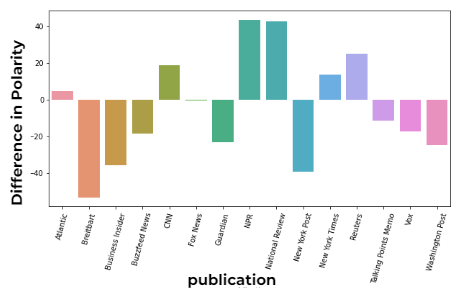 Difference in Polarity
40
20
0
−20
−40
Atlantic
Breitbart
Business Insider
Buzzfeed News
CNN
Fox News
Guardian
NPR
National Review
New York Post
New York Times
Reuters
Talking Points Memo
Vox
Washington Post
publication